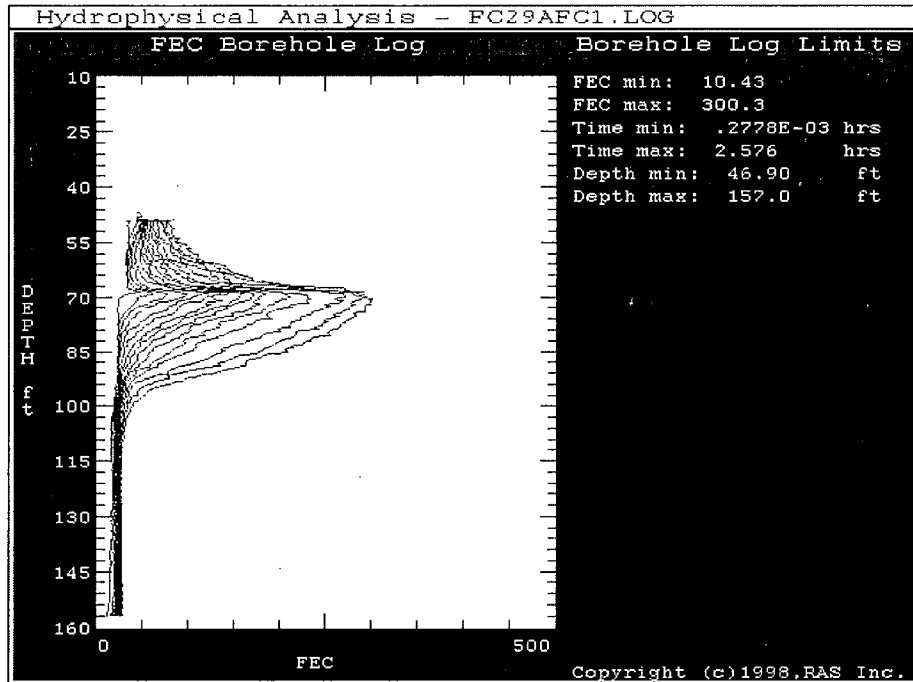 Hydrophysical Analysis - FC29AFC1.LOG
FEC Borehole Log
Borehole Log Limits
FEC min: 10.43
FEC max: 300.3
Time min: .2778E-03 hrs
Time max: 2.576 hrs
Depth min: 46.90 ft
Depth max: 157.0 ft
10
25
40
55
70
85
100
115
130
145
160
DEPTH ft
0 500
FEC
Copyright (c)1998,RAS Inc.